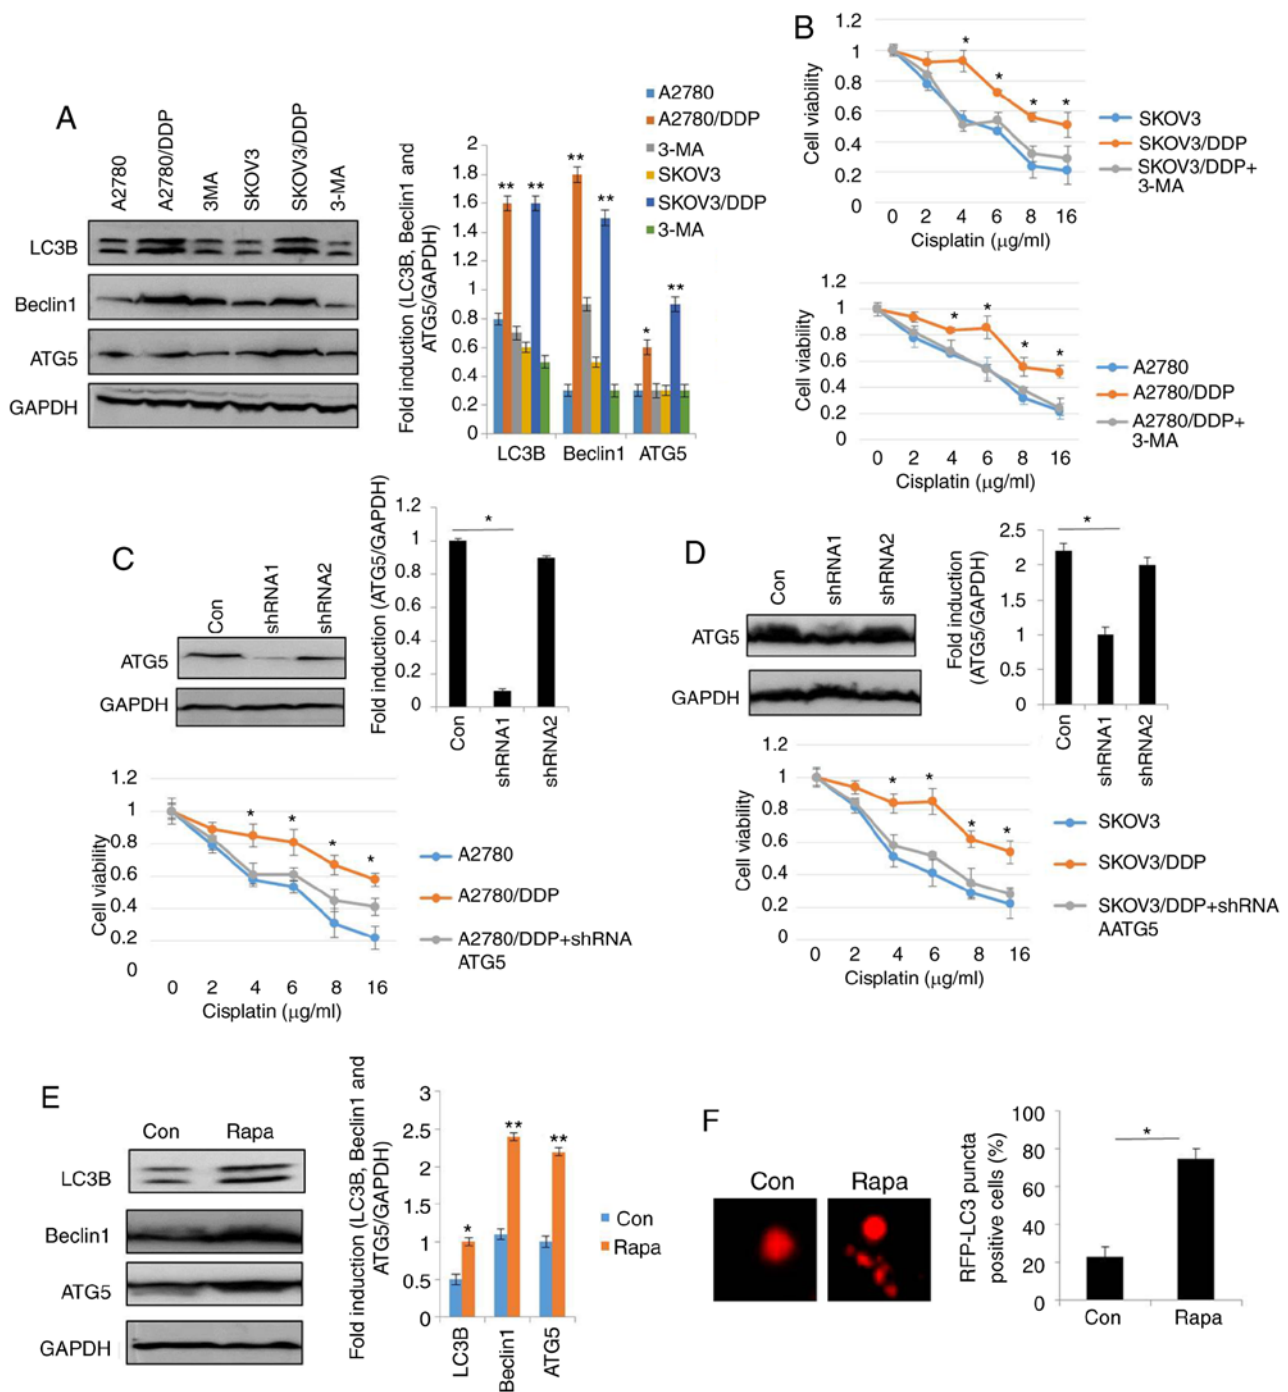 A
A2780
A2780/DDP
3MA
SKOV3
SKOV3/DDP
3-MA
LC3B
Beclin1
ATG5
GAPDH
Fold induction (LC3B, Beclin1 and
ATG5/GAPDH)
2
1.8
1.6
1.4
1.2
1
0.8
0.6
0.4
0.2
0
** **
**
**
*
**
LC3B Beclin1 ATG5
A2780
A2780/DDP
3-MA
SKOV3
SKOV3/DDP
3-MA
B
Cell viability
1.2
1
0.8
0.6
0.4
0.2
0
* * * *
0 2 4 6 8 16
Cisplatin (μg/ml)
SKOV3
SKOV3/DDP
SKOV3/DDP+
3-MA
Cell viability
1.2
1
0.8
0.6
0.4
0.2
0
* * * *
0 2 4 6 8 16
Cisplatin (μg/ml)
A2780
A2780/DDP
A2780/DDP+
3-MA
C
Con
shRNA1
shRNA2
ATG5
GAPDH
Fold induction (ATG5/GAPDH)
1.2
1
0.8
0.6
0.4
0.2
0
*
Con
shRNA1
shRNA2
Cell viability
1.2
1
0.8
0.6
0.4
0.2
0
* * * *
0 2 4 6 8 16
Cisplatin (μg/ml)
A2780
A2780/DDP
A2780/DDP+shRNA
ATG5
D
Con
shRNA1
shRNA2
ATG5
GAPDH
Fold induction
(ATG5/GAPDH)
2.5
2
1.5
1
0.5
0
*
Con
shRNA1
shRNA2
Cell viability
1.2
1
0.8
0.6
0.4
0.2
0
* * * *
0 2 4 6 8 16
Cisplatin (μg/ml)
SKOV3
SKOV3/DDP
SKOV3/DDP+shRNA
AATG5
E
Con Rapa
LC3B
Beclin1
ATG5
GAPDH
Fold induction (LC3B, Beclin1 and
ATG5/GAPDH)
3
2.5
2
1.5
1
0.5
0
* ** **
LC3B
Beclin1
ATG5
Con
Rapa
F
Con Rapa
RFP-LC3 puncta
positive cells (%)
100
80
60
40
20
0
*
Con Rapa